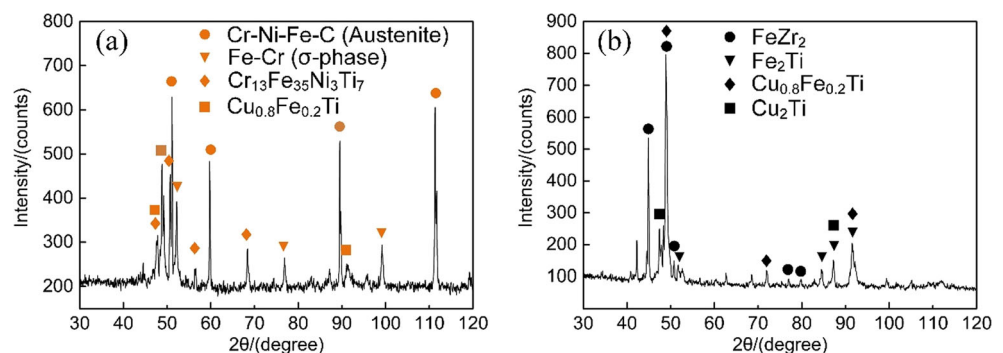 (a)
Cr-Ni-Fe-C (Austenite)
Fe-Cr (σ-phase)
Cr₁₃Fe₃₅Ni₃Ti₇
Cu₀.₈Fe₀.₂Ti
800
700
600
500
400
300
200
Intensity/(counts)
30 40 50 60 70 80 90 100 110 120
2θ/(degree)
(b)
FeZr₂
Fe₂Ti
Cu₀.₈Fe₀.₂Ti
Cu₂Ti
900
800
700
600
500
400
300
200
100
Intensity/(counts)
30 40 50 60 70 80 90 100 110 120
2θ/(degree)